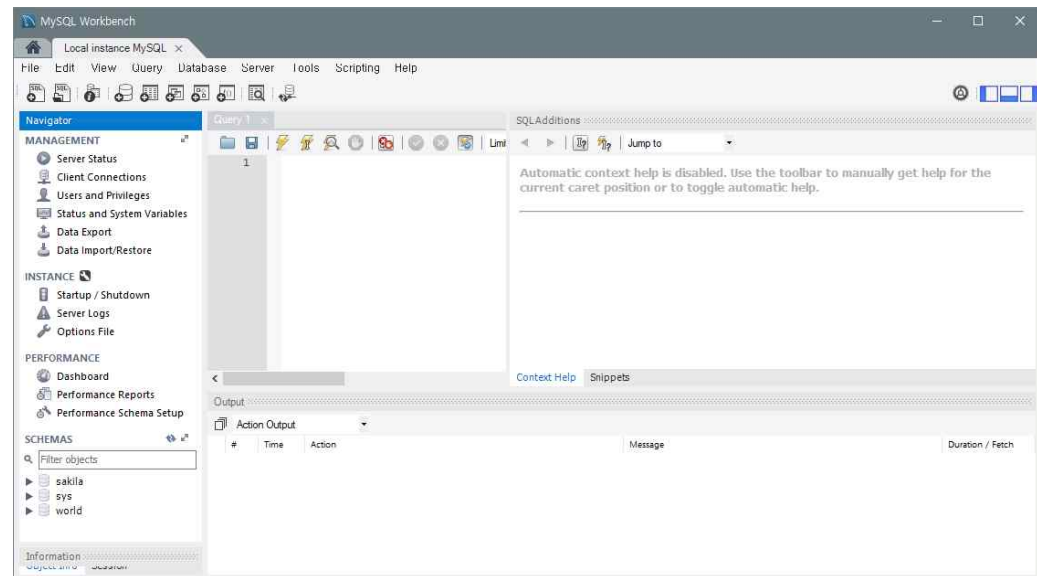 MySQL Workbench
Local instance MySQL
File Edit View Query Database Server Tools Scripting Help
Navigator
MANAGEMENT
Server Status
Client Connections
Users and Privileges
Status and System Variables
Data Export
Data Import/Restore
INSTANCE
Startup / Shutdown
Server Logs
Options File
PERFORMANCE
Dashboard
Performance Reports
Performance Schema Setup
SCHEMAS
Filter objects
sakila
sys
world
Information
Object Info Session
Query 1
Limi
1
SQLAdditions
Jump to
Automatic context help is disabled. Use the toolbar to manually get help for the
current caret position or to toggle automatic help.
Context Help Snippets
Output
Action Output
# Time Action Message Duration / Fetch